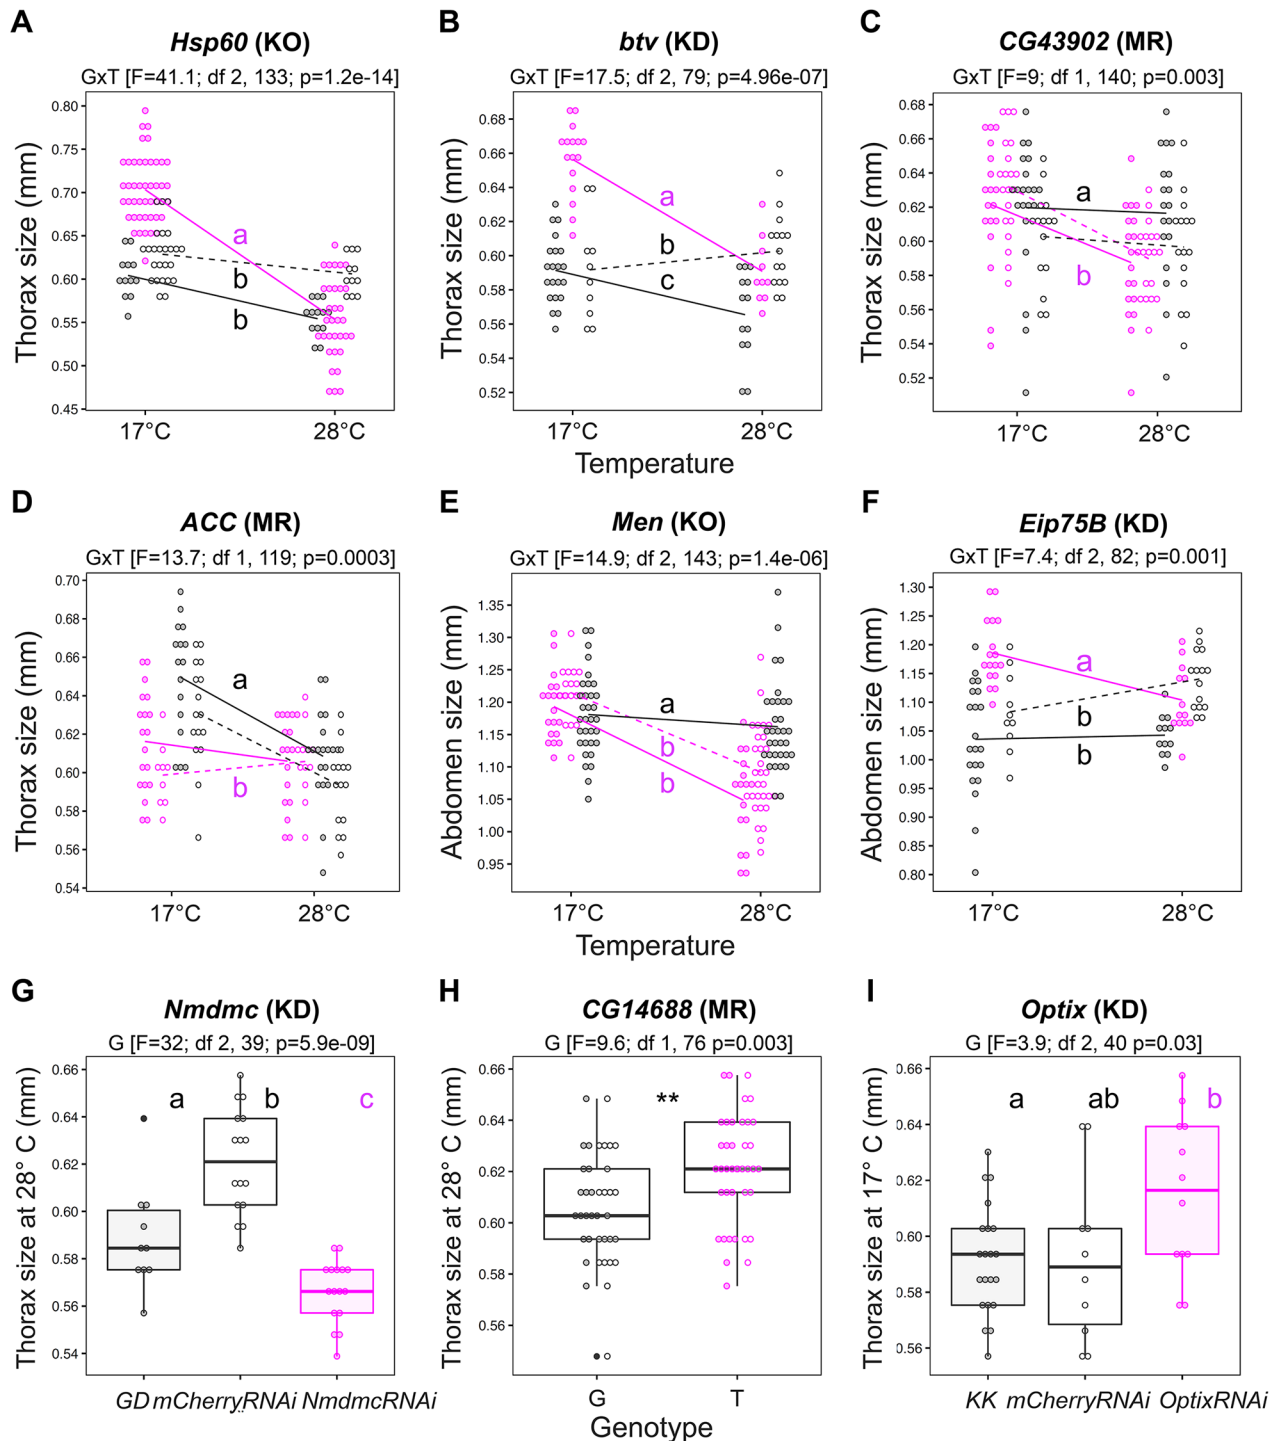 A
Hsp60 (KO)
GxT [F=41.1; df 2, 133; p=1.2e-14]
Thorax size (mm)
0.80
0.75
0.70
0.65
0.60
0.55
0.50
0.45
a
b
b
17°C
28°C
B
btv (KD)
GxT [F=17.5; df 2, 79; p=4.96e-07]
Thorax size (mm)
0.68
0.66
0.64
0.62
0.60
0.58
0.56
0.54
0.52
a
b
c
17°C
28°C
Temperature
C
CG43902 (MR)
GxT [F=9; df 1, 140; p=0.003]
Thorax size (mm)
0.68
0.66
0.64
0.62
0.60
0.58
0.56
0.54
0.52
a
b
17°C
28°C
D
ACC (MR)
GxT [F=13.7; df 1, 119; p=0.0003]
Thorax size (mm)
0.70
0.68
0.66
0.64
0.62
0.60
0.58
0.56
0.54
a
b
17°C
28°C
E
Men (KO)
GxT [F=14.9; df 2, 143; p=1.4e-06]
Abdomen size (mm)
1.35
1.30
1.25
1.20
1.15
1.10
1.05
1.00
0.95
a
b
b
17°C
28°C
Temperature
F
Eip75B (KD)
GxT [F=7.4; df 2, 82; p=0.001]
Abdomen size (mm)
1.30
1.25
1.20
1.15
1.10
1.05
1.00
0.95
0.90
0.85
0.80
a
b
b
17°C
28°C
G
Nmdmc (KD)
G [F=32; df 2, 39; p=5.9e-09]
Thorax size at 28° C (mm)
0.66
0.64
0.62
0.60
0.58
0.56
0.54
a
b
c
GD
mCherryRNAi
NmdmcRNAi
H
CG14688 (MR)
G [F=9.6; df 1, 76 p=0.003]
Thorax size at 28° C (mm)
0.66
0.64
0.62
0.60
0.58
0.56
**
G
T
Genotype
I
Optix (KD)
G [F=3.9; df 2, 40 p=0.03]
Thorax size at 17° C (mm)
0.66
0.64
0.62
0.60
0.58
0.56
a
ab
b
KK
mCherryRNAi
OptixRNAi